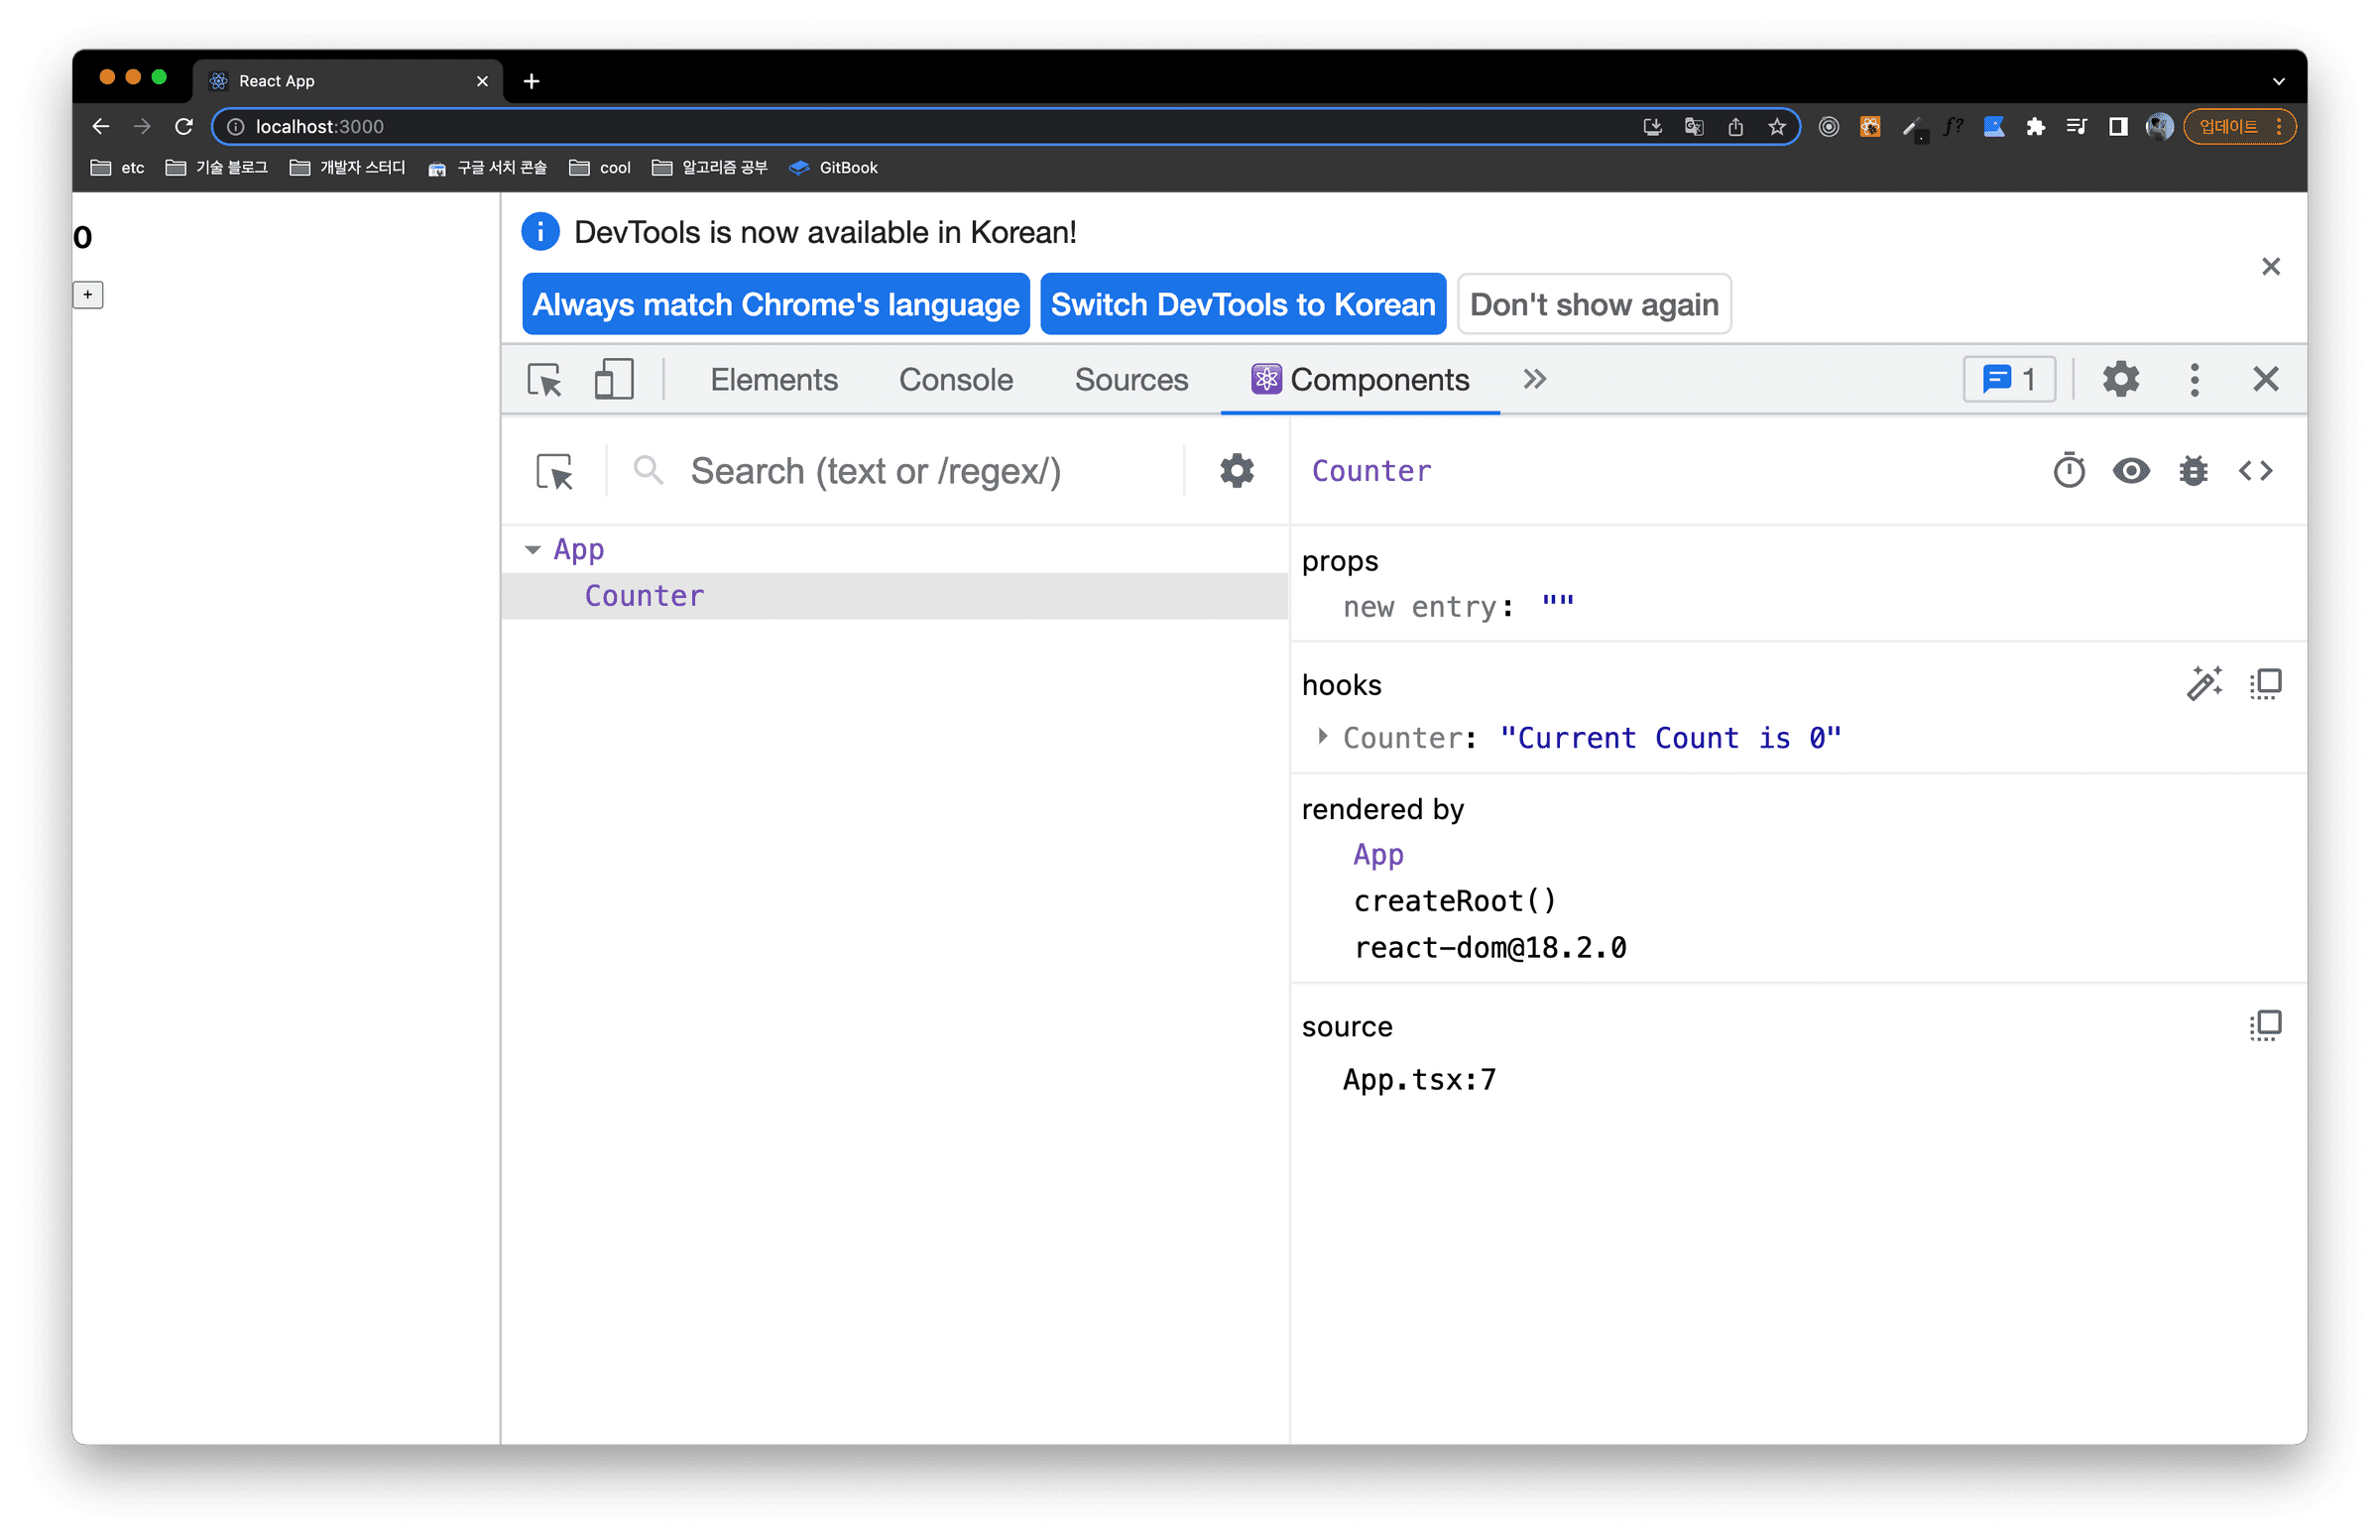 React App
localhost:3000
업데이트
etc 기술 블로그 개발자 스터디 구글 서치 콘솔 cool 알고리즘 공부 GitBook
0
+
DevTools is now available in Korean!
Always match Chrome's language Switch DevTools to Korean Don't show again
Elements Console Sources Components 1
Search (text or /regex/)
App
Counter
Counter
props
new entry: ""
hooks
Counter: "Current Count is 0"
rendered by
App
createRoot()
react-dom@18.2.0
source
App.tsx:7